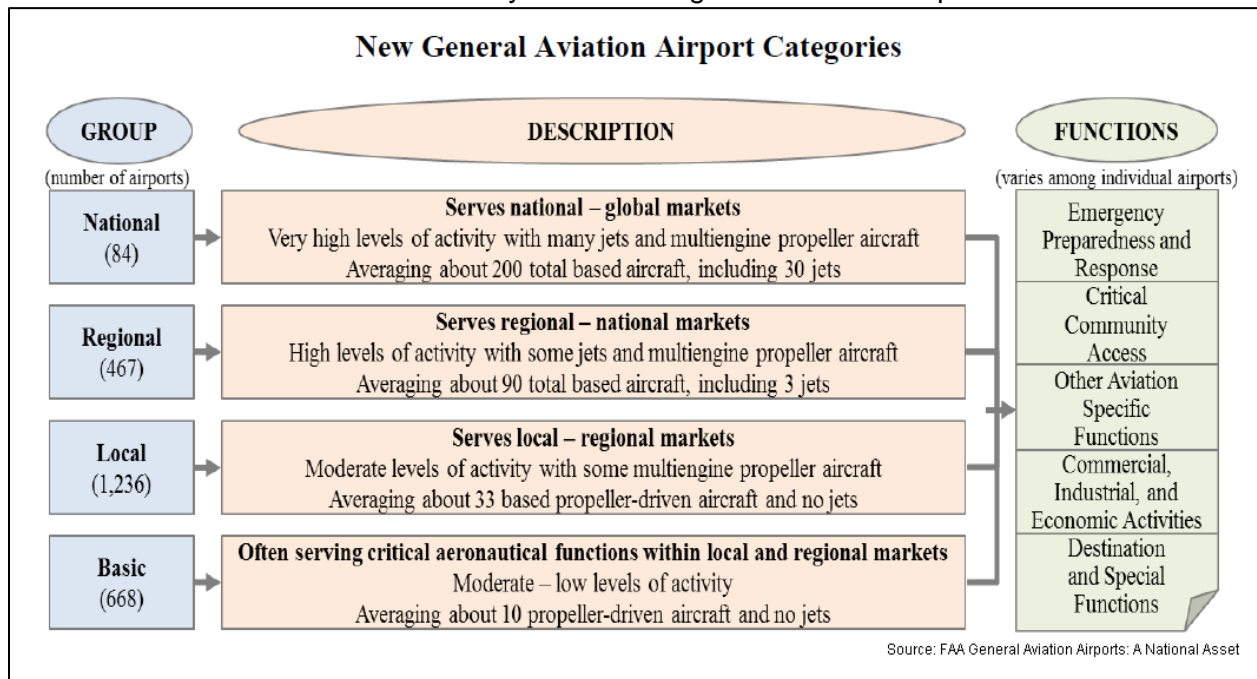 New General Aviation Airport Categories
GROUP
(number of airports)
DESCRIPTION
FUNCTIONS
(varies among individual airports)
National
(84)
Serves national – global markets
Very high levels of activity with many jets and multiengine propeller aircraft
Averaging about 200 total based aircraft, including 30 jets
Regional
(467)
Serves regional – national markets
High levels of activity with some jets and multiengine propeller aircraft
Averaging about 90 total based aircraft, including 3 jets
Local
(1,236)
Serves local – regional markets
Moderate levels of activity with some multiengine propeller aircraft
Averaging about 33 based propeller-driven aircraft and no jets
Basic
(668)
Often serving critical aeronautical functions within local and regional markets
Moderate – low levels of activity
Averaging about 10 propeller-driven aircraft and no jets
Emergency
Preparedness and
Response
Critical
Community
Access
Other Aviation
Specific
Functions
Commercial,
Industrial, and
Economic Activities
Destination
and Special
Functions
Source: FAA General Aviation Airports: A National Asset